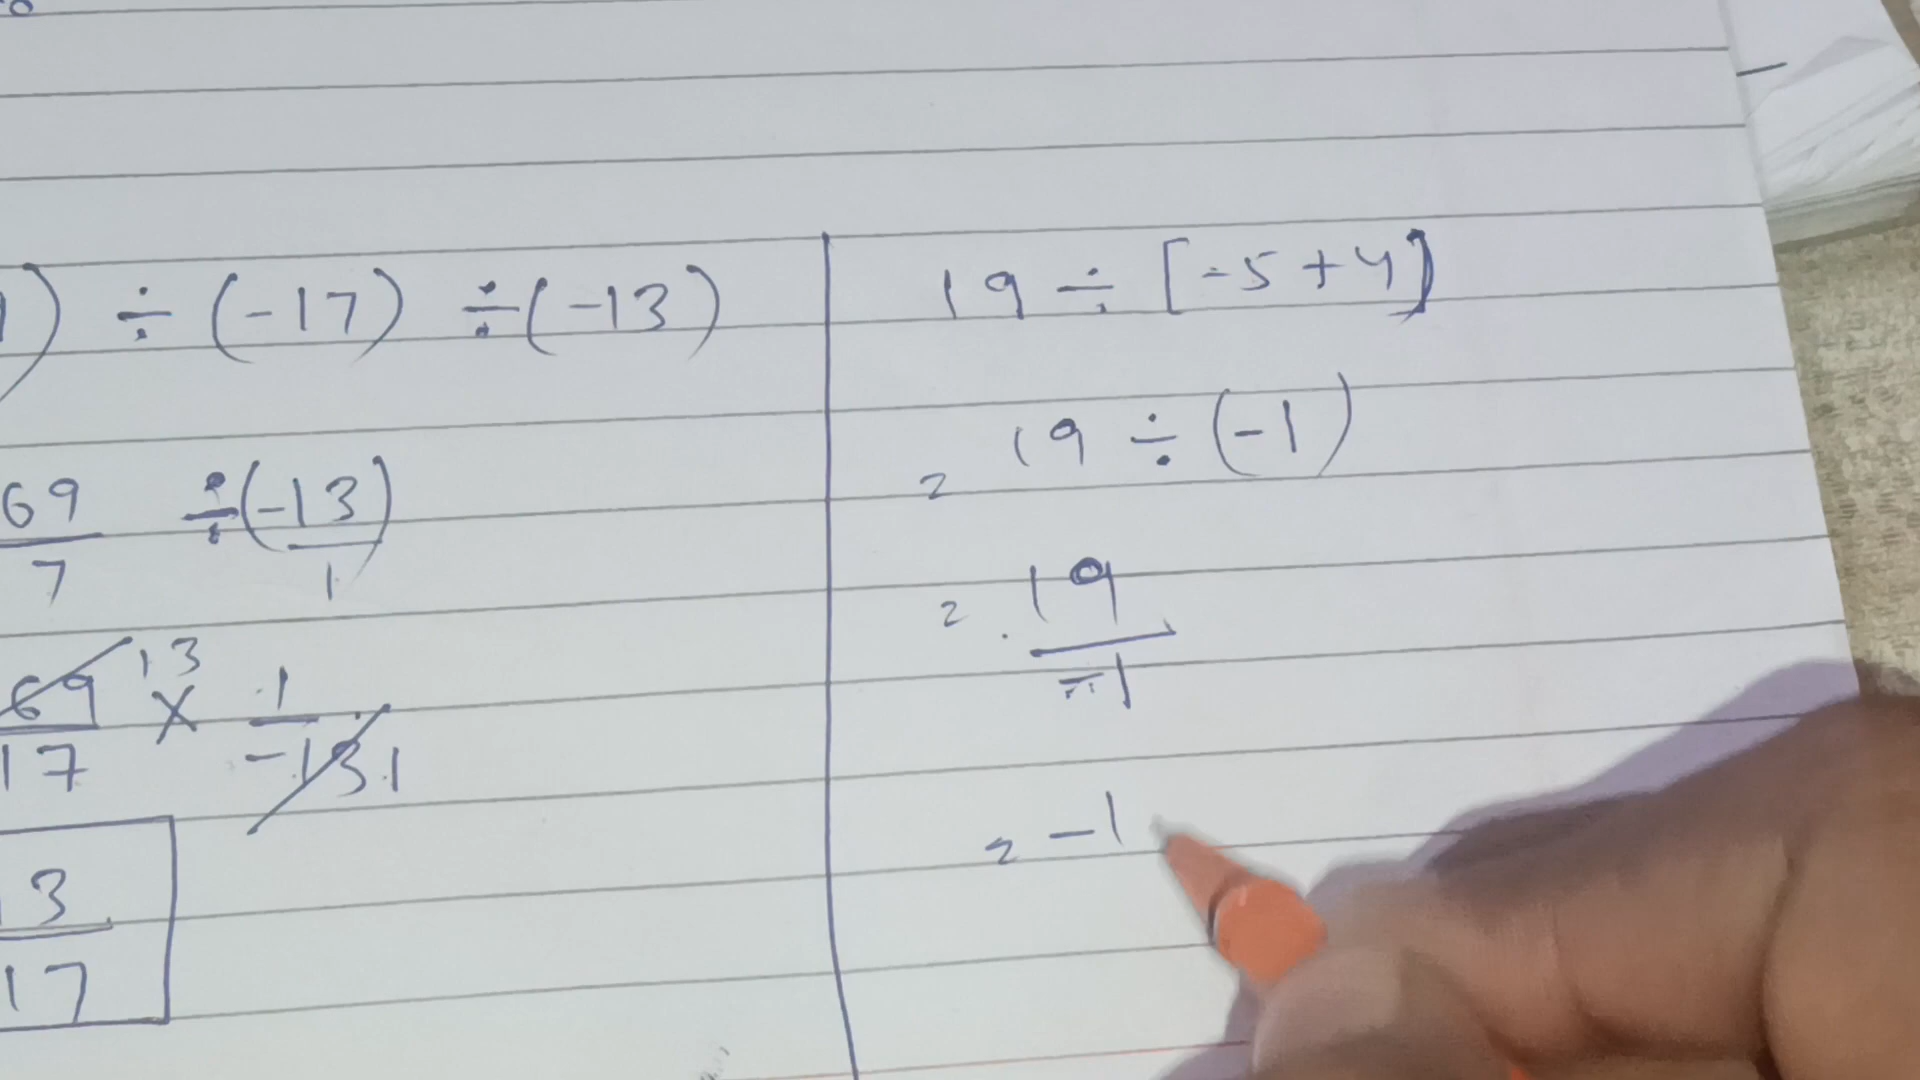 ) ÷ (-17) ÷ (-13)
69/7 ÷ (-13/1)
69 13/17 × 1/-13 1
13/17
19 ÷ [-5+4]
= 19 ÷ (-1)
= 19/-1
= -1